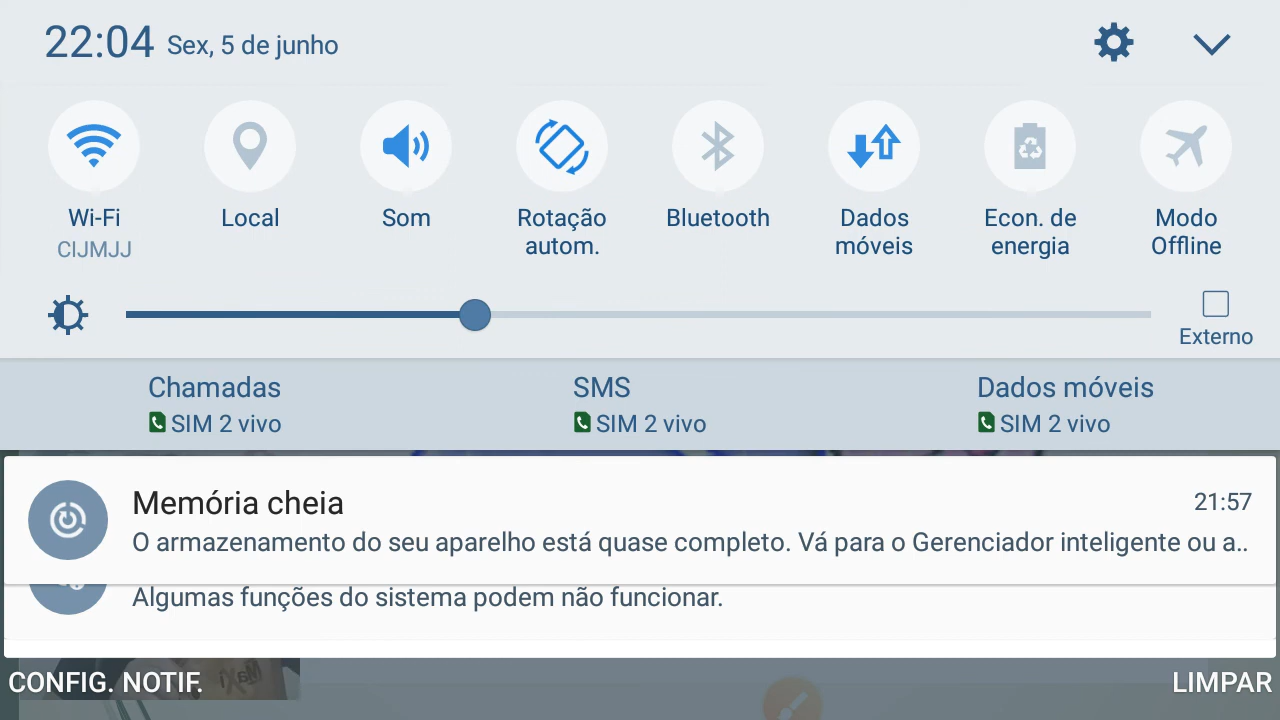 22:04 Sex, 5 de junho
Wi-Fi
CIJMJJ
Local
Som
Rotação
autom.
Bluetooth
Dados
móveis
Econ. de
energia
Modo
Offline
Externo
Chamadas
SIM 2 vivo
SMS
SIM 2 vivo
Dados móveis
SIM 2 vivo
Memória cheia
21:57
O armazenamento do seu aparelho está quase completo. Vá para o Gerenciador inteligente ou a..
Algumas funções do sistema podem não funcionar.
CONFIG. NOTIF.
LIMPAR